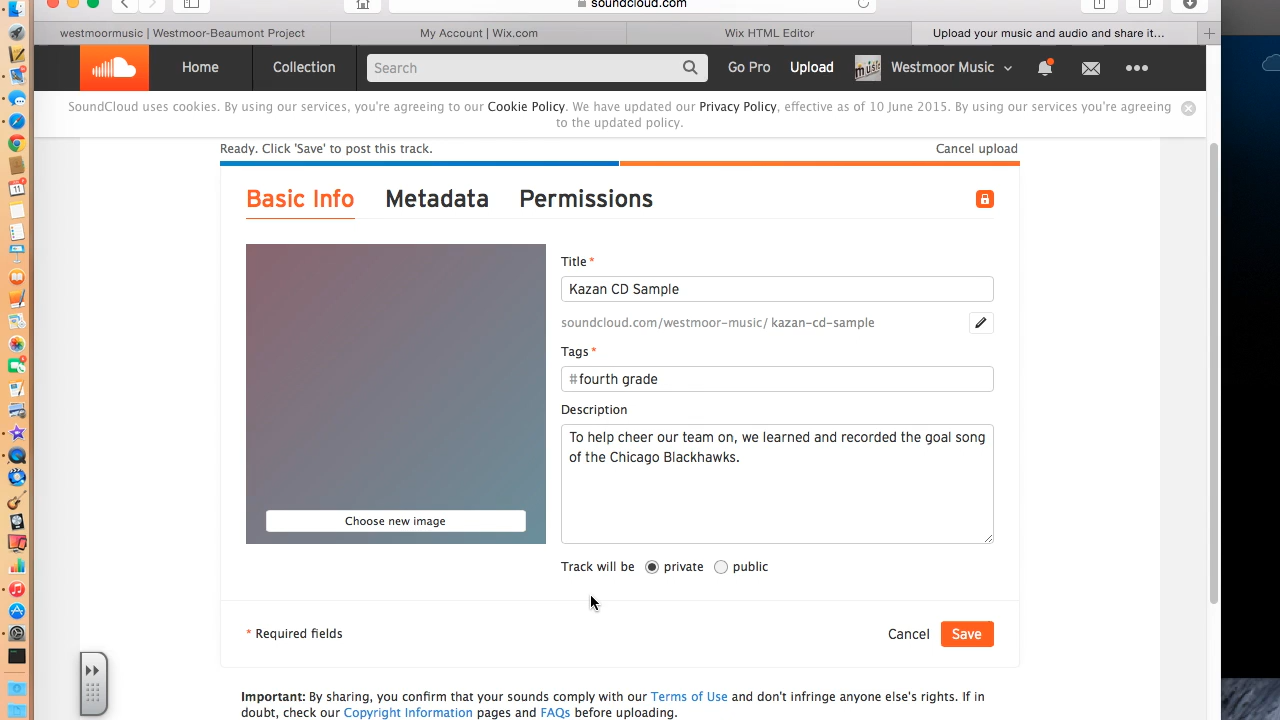 soundcloud.com
westmoormusic | Westmoor-Beaumont Project
My Account | Wix.com
Wix HTML Editor
Upload your music and audio and share it...
Home
Collection
Search
Go Pro
Upload
Westmoor Music
SoundCloud uses cookies. By using our services, you're agreeing to our Cookie Policy. We have updated our Privacy Policy, effective as of 10 June 2015. By using our services you're agreeing
to the updated policy.
Ready. Click 'Save' to post this track.
Cancel upload
Basic Info
Metadata
Permissions
Title *
Kazan CD Sample
soundcloud.com/westmoor-music/ kazan-cd-sample
Tags *
#fourth grade
Description
To help cheer our team on, we learned and recorded the goal song
of the Chicago Blackhawks.
Choose new image
Track will be private public
* Required fields
Cancel
Save
Important: By sharing, you confirm that your sounds comply with our Terms of Use and don't infringe anyone else's rights. If in
doubt, check our Copyright Information pages and FAQs before uploading.